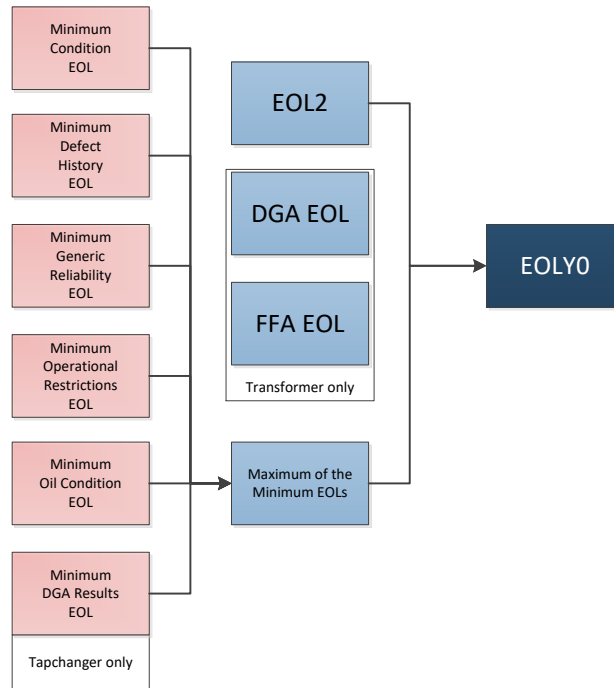 Minimum
Condition
EOL
Minimum
Defect
History
EOL
Minimum
Generic
Reliability
EOL
Minimum
Operational
Restrictions
EOL
Minimum
Oil Condition
EOL
Minimum
DGA Results
EOL
Tapchanger only
EOL2
DGA EOL
FFA EOL
Transformer only
Maximum of the
Minimum EOLs
EOLY0